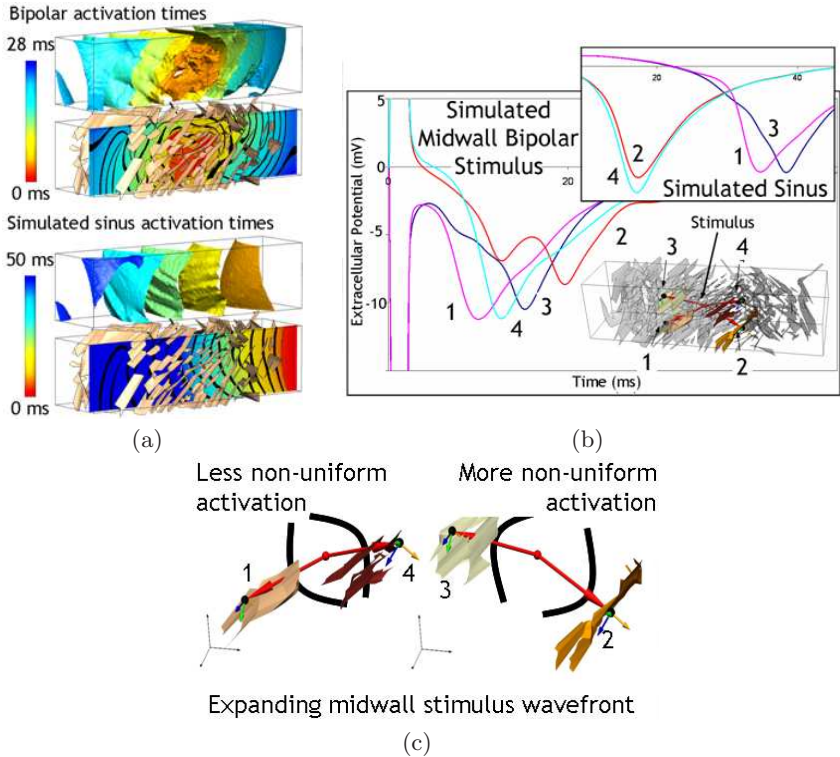 Bipolar activation times
28 ms
0 ms
Simulated sinus activation times
50 ms
0 ms
(a)
5
0
-5
-10
20
Extracellular Potential (mV)
Time (ms)
Simulated
Midwall Bipolar
Stimulus
1
4
3
2
20
40
2
4
1
3
Simulated Sinus
Stimulus
3
4
1
2
(b)
Less non-uniform
activation
More non-uniform
activation
1
4
3
2
Expanding midwall stimulus wavefront
(c)